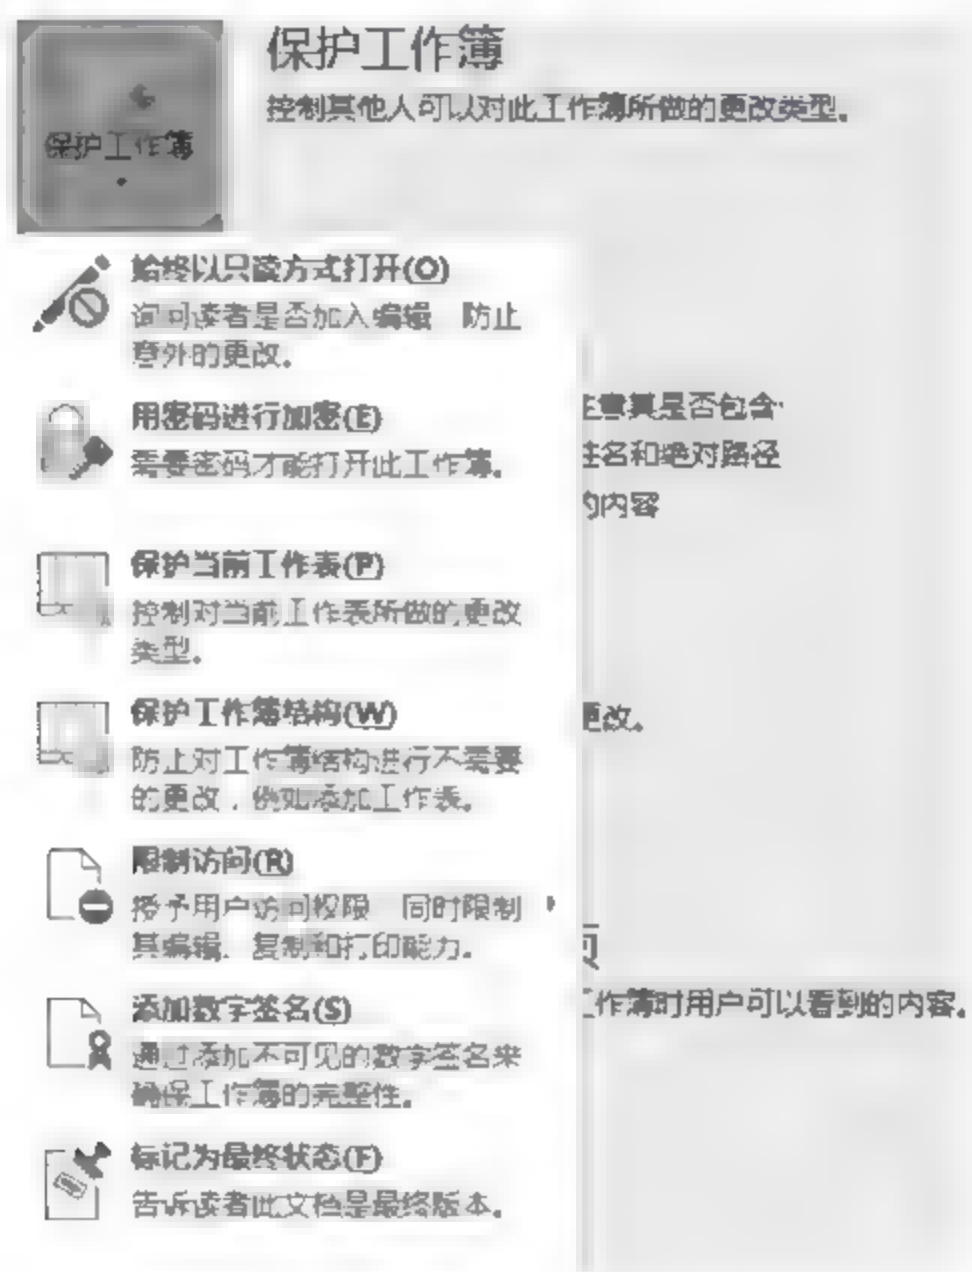 保护工作簿
控制其他人可以对此工作簿所做的更改类型。
保护工作簿
始终以只读方式打开(O)
询问读者是否加入编辑 防止
意外的更改。
用密码进行加密(E)
需要密码才能打开此工作簿。
保护当前工作表(P)
控制对当前工作表所做的更改
类型。
保护工作簿结构(W)
防止对工作簿结构进行不需要
的更改，例如添加工作表。
限制访问(R)
授予用户访问权限 同时限制
其编辑、复制和打印能力。
添加数字签名(S)
通过添加不可见的数字签名来
确保工作簿的完整性。
标记为最终状态(F)
告诉读者此文档是最终版本。
注意其是否包含:
姓名和绝对路径
的内容
更改。
项
工作簿时用户可以看到的内容。